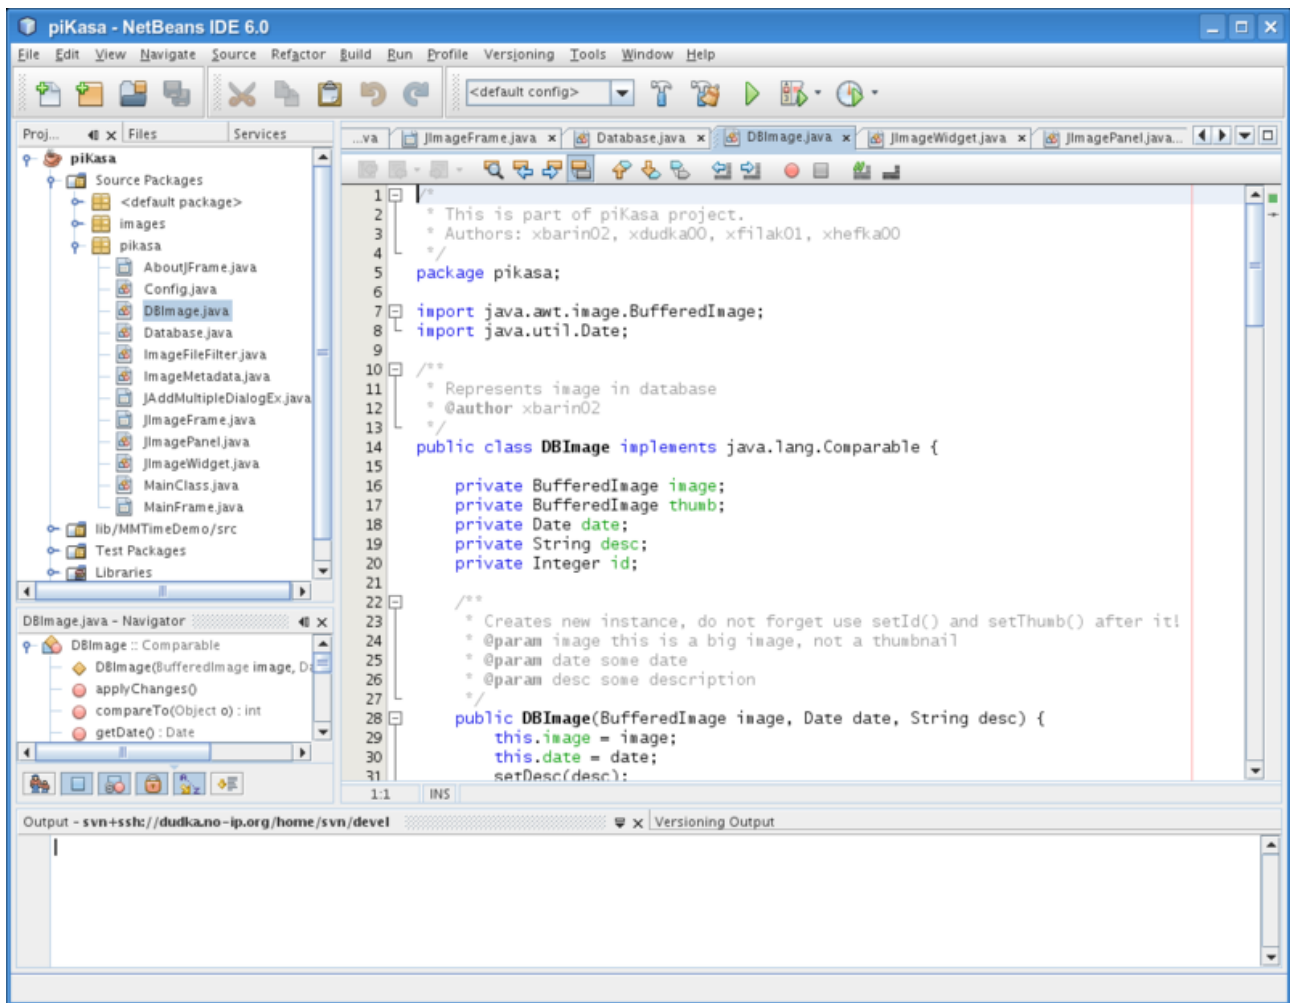 piKasa - NetBeans IDE 6.0
File Edit View Navigate Source Refactor Build Run Profile Versioning Tools Window Help
<default config>
Proj... Files Services
piKasa
Source Packages
<default package>
images
pikasa
AboutJFrame.java
Config.java
DBImage.java
Database.java
ImageFileFilter.java
ImageMetadata.java
JAddMultipleDialogEx.java
JImageFrame.java
JImagePanel.java
JImageWidget.java
MainClass.java
MainFrame.java
lib/MMTimeDemo/src
Test Packages
Libraries
DBImage.java - Navigator
DBImage :: Comparable
DBImage(BufferedImage image, Da
applyChanges()
compareTo(Object o) : int
getDate() : Date
...va JImageFrame.java Database.java DBImage.java JImageWidget.java JImagePanel.java...
1 /*
2 * This is part of piKasa project.
3 * Authors: xbarin02, xdudka00, xfilak01, xhefka00
4 */
5 package pikasa;
6
7 import java.awt.image.BufferedImage;
8 import java.util.Date;
9
10 /**
11 * Represents image in database
12 * @author xbarin02
13 */
14 public class DBImage implements java.lang.Comparable {
15
16 private BufferedImage image;
17 private BufferedImage thumb;
18 private Date date;
19 private String desc;
20 private Integer id;
21
22 /**
23 * Creates new instance, do not forget use setId() and setThumb() after it!
24 * @param image this is a big image, not a thumbnail
25 * @param date some date
26 * @param desc some description
27 */
28 public DBImage(BufferedImage image, Date date, String desc) {
29 this.image = image;
30 this.date = date;
31 setDesc(desc);
1:1 INS
Output - svn+ssh://dudka.no-ip.org/home/svn/devel Versioning Output